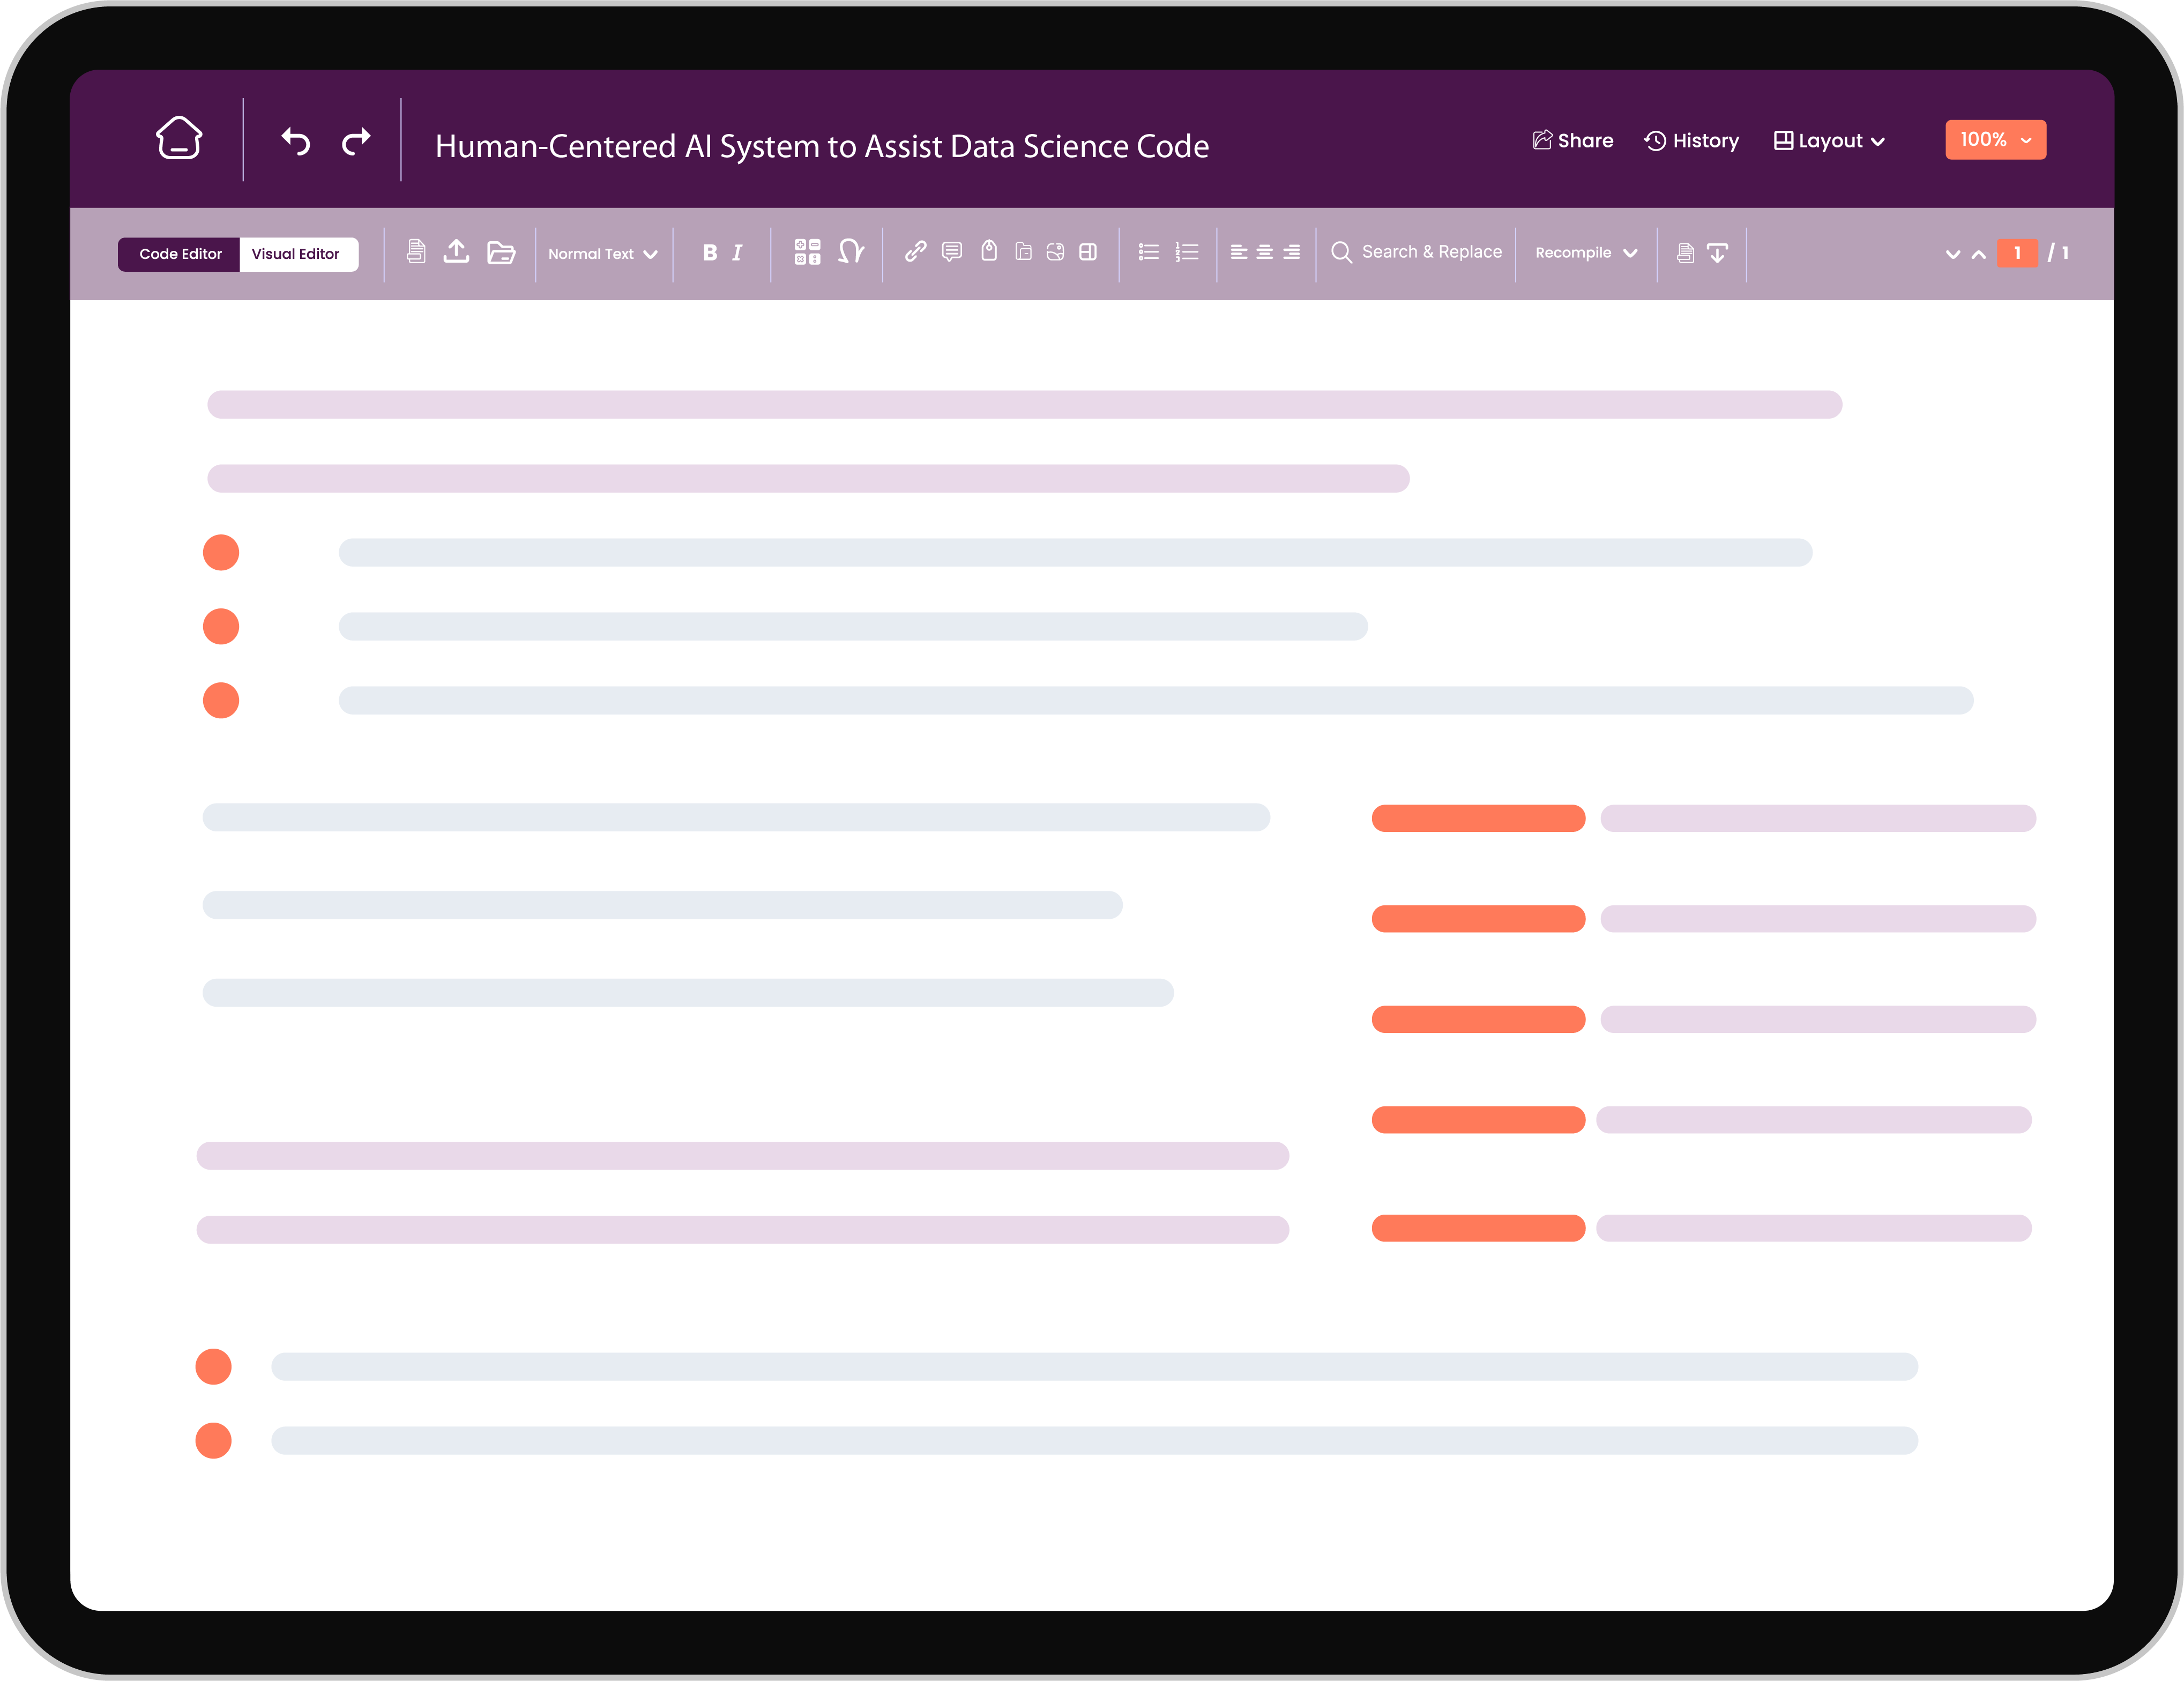 Human-Centered AI System to Assist Data Science Code
Share History Layout 100%
Code Editor Visual Editor Normal Text B I Search & Replace Recompile 1 / 1